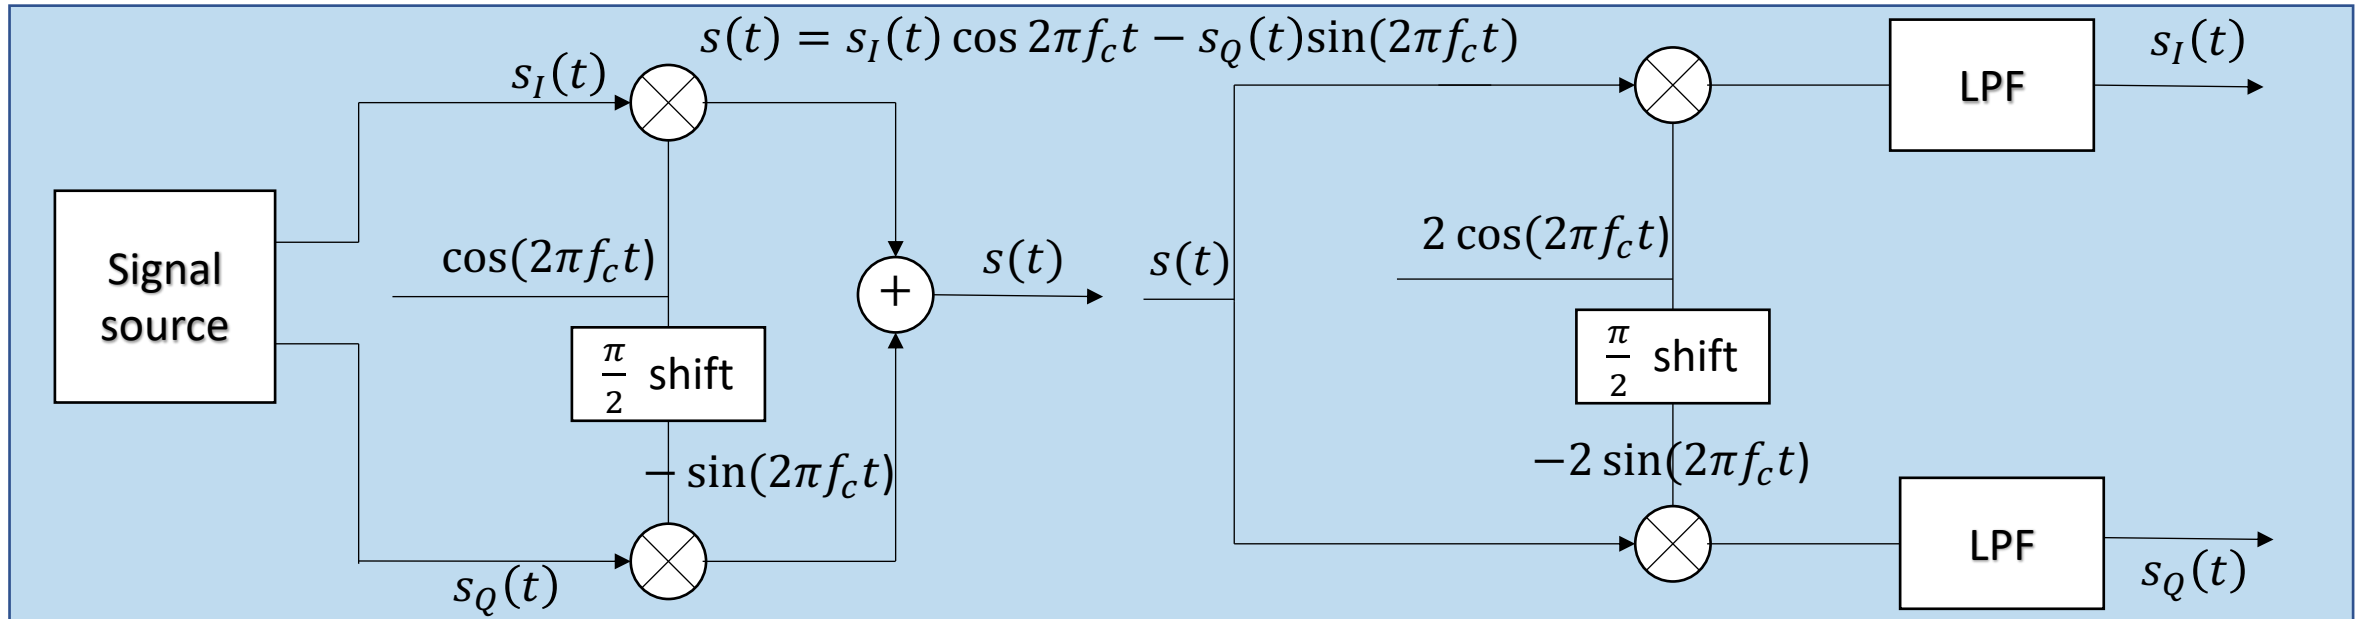 s(t) = s_I(t) cos 2πf_c t − s_Q(t)sin(2πf_c t)
s_I(t)
Signal
source
cos(2πf_c t)
π/2 shift
− sin(2πf_c t)
s_Q(t)
+
s(t)
s(t)
2 cos(2πf_c t)
π/2 shift
−2 sin(2πf_c t)
LPF
s_I(t)
LPF
s_Q(t)